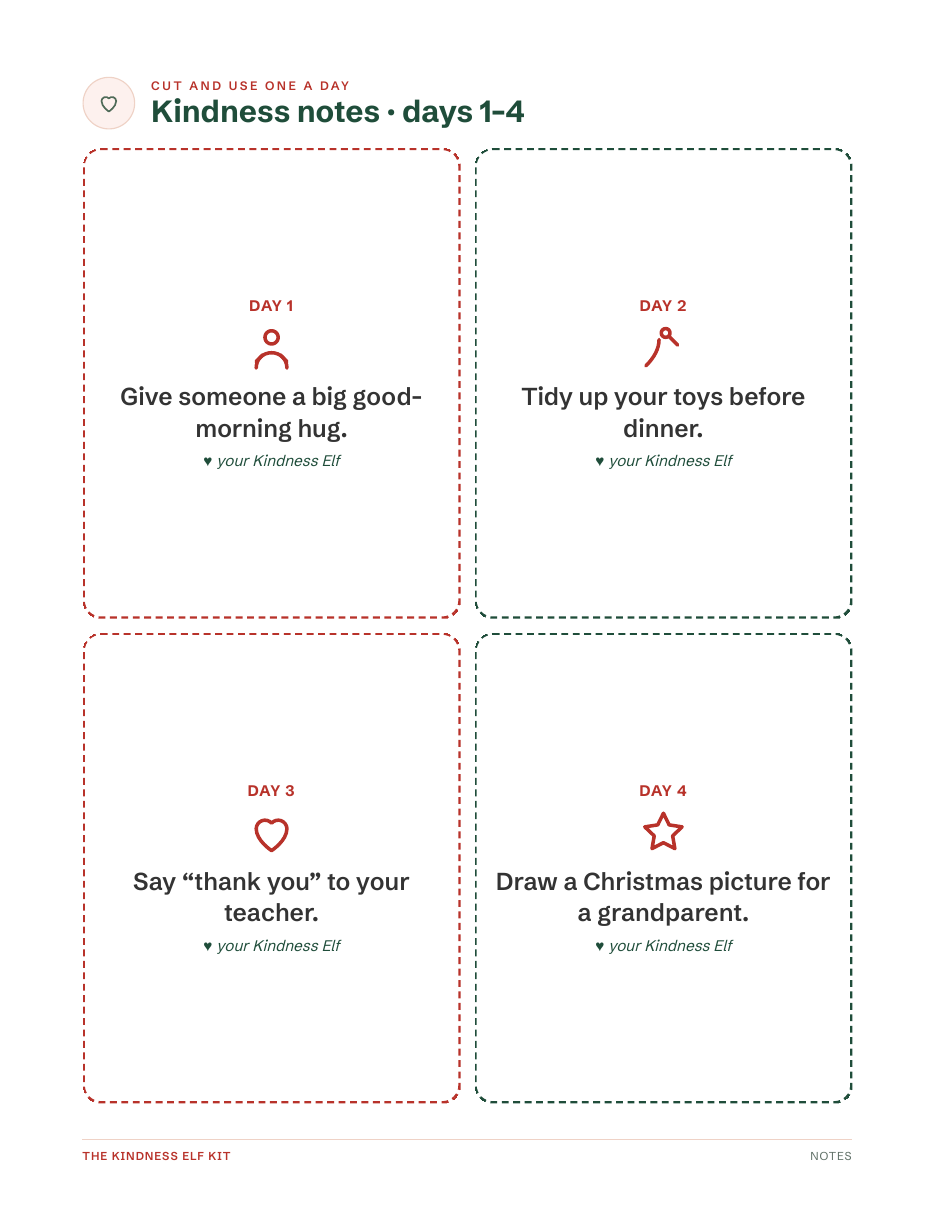 CUT AND USE ONE A DAY
Kindness notes · days 1–4
DAY 1
Give someone a big good-
morning hug.
♥ your Kindness Elf
DAY 2
Tidy up your toys before
dinner.
♥ your Kindness Elf
DAY 3
Say “thank you” to your
teacher.
♥ your Kindness Elf
DAY 4
Draw a Christmas picture for
a grandparent.
♥ your Kindness Elf
THE KINDNESS ELF KIT
NOTES